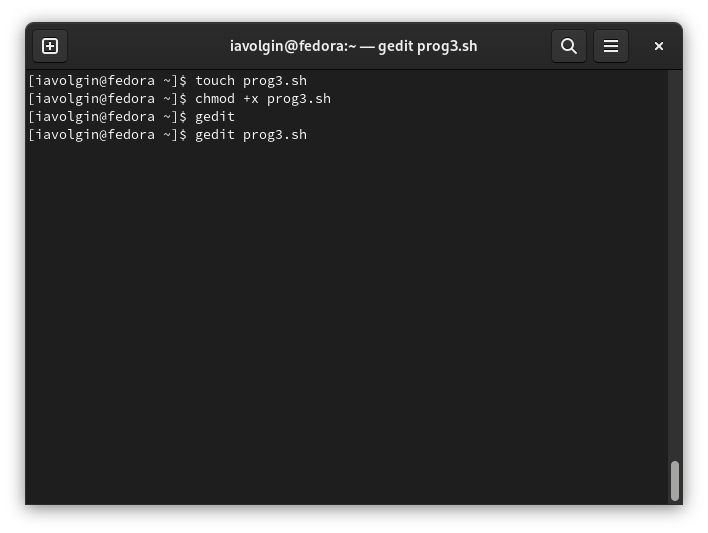 iavolgin@fedora:~ — gedit prog3.sh
[iavolgin@fedora ~]$ touch prog3.sh
[iavolgin@fedora ~]$ chmod +x prog3.sh
[iavolgin@fedora ~]$ gedit
[iavolgin@fedora ~]$ gedit prog3.sh